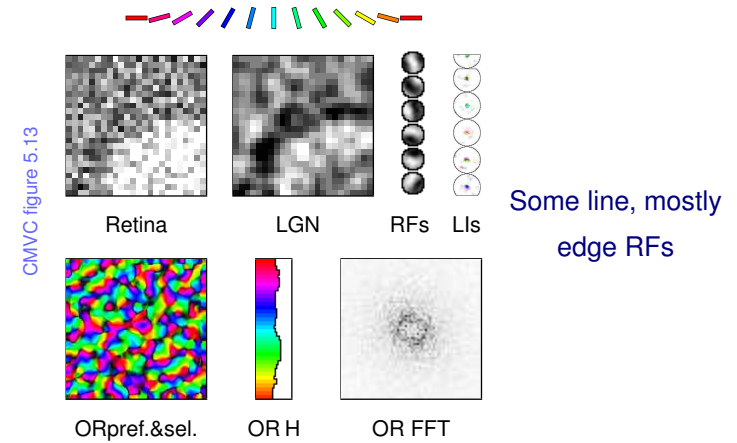 CMVC figure 5.13
Retina
LGN
RFs
LIs
Some line, mostly
edge RFs
ORpref.&sel.
OR H
OR FFT